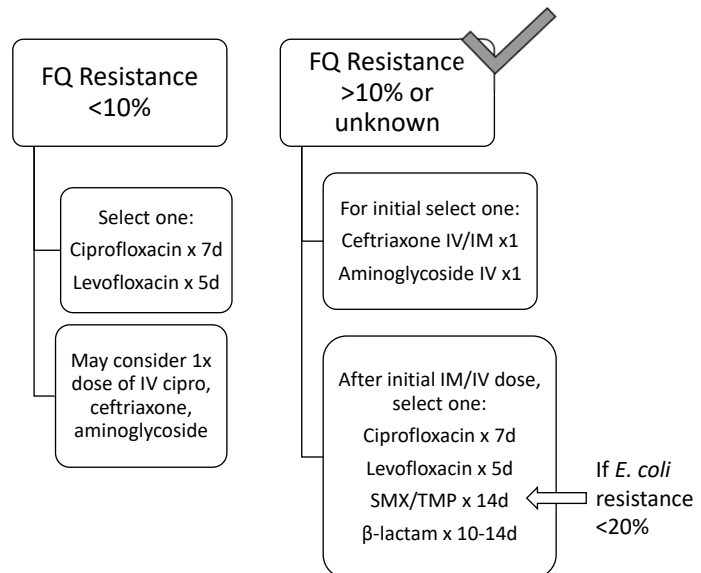 FQ Resistance
<10%
Select one:
Ciprofloxacin x 7d
Levofloxacin x 5d
May consider 1x
dose of IV cipro,
ceftriaxone,
aminoglycoside
FQ Resistance
>10% or
unknown
For initial select one:
Ceftriaxone IV/IM x1
Aminoglycoside IV x1
After initial IM/IV dose,
select one:
Ciprofloxacin x 7d
Levofloxacin x 5d
SMX/TMP x 14d
β-lactam x 10-14d
If E. coli
resistance
<20%